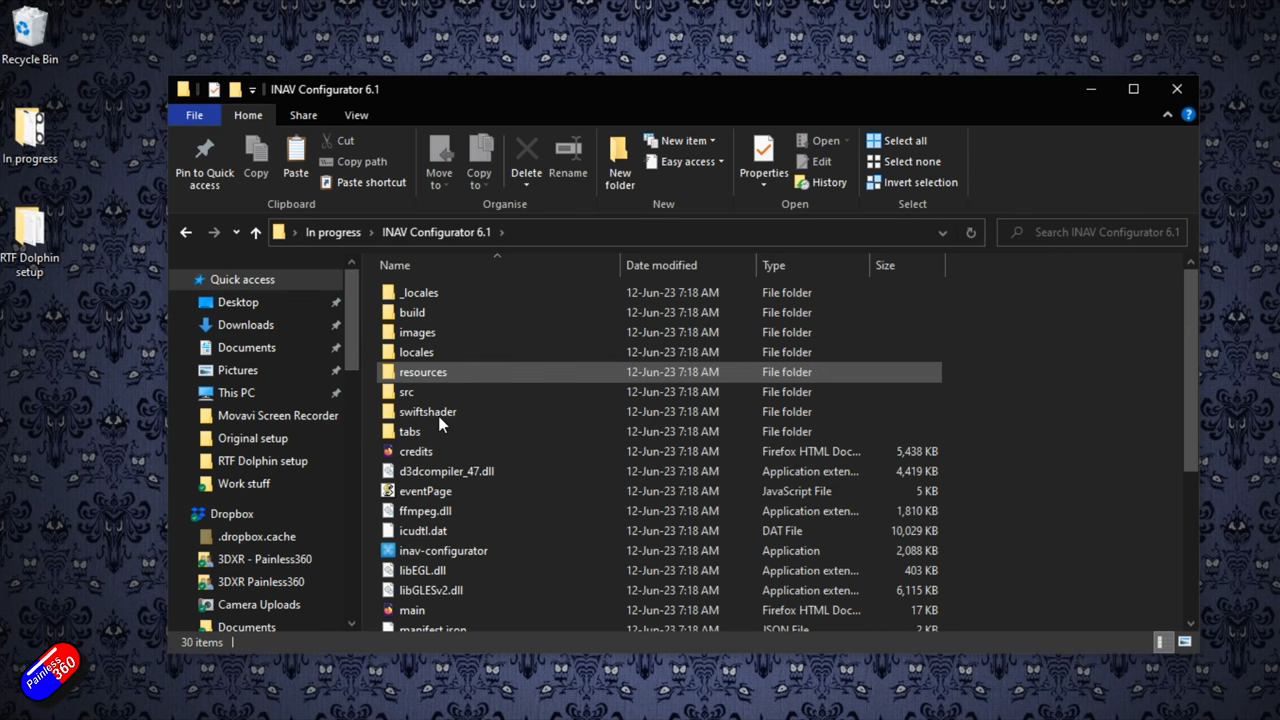 Recycle Bin
In progress
RTF Dolphin
setup
INAV Configurator 6.1
File
Home
Share
View
Pin to Quick
access
Copy
Paste
Cut
Copy path
Paste shortcut
Clipboard
Move
to
Copy
to
Delete
Rename
Organise
New
folder
New item
Easy access
New
Properties
Open
Edit
History
Open
Select all
Select none
Invert selection
Select
In progress
INAV Configurator 6.1
Search INAV Configurator 6.1
Quick access
Desktop
Downloads
Documents
Pictures
This PC
Movavi Screen Recorder
Original setup
RTF Dolphin setup
Work stuff
Dropbox
.dropbox.cache
3DXR - Painless360
3DXR Painless360
Camera Uploads
Documents
Name Date modified Type Size
_locales 12-Jun-23 7:18 AM File folder
build 12-Jun-23 7:18 AM File folder
images 12-Jun-23 7:18 AM File folder
locales 12-Jun-23 7:18 AM File folder
resources 12-Jun-23 7:18 AM File folder
src 12-Jun-23 7:18 AM File folder
swiftshader 12-Jun-23 7:18 AM File folder
tabs 12-Jun-23 7:18 AM File folder
credits 12-Jun-23 7:18 AM Firefox HTML Doc... 5,438 KB
d3dcompiler_47.dll 12-Jun-23 7:18 AM Application exten... 4,419 KB
eventPage 12-Jun-23 7:18 AM JavaScript File 5 KB
ffmpeg.dll 12-Jun-23 7:18 AM Application exten... 1,810 KB
icudtl.dat 12-Jun-23 7:18 AM DAT File 10,029 KB
inav-configurator 12-Jun-23 7:18 AM Application 2,088 KB
libEGL.dll 12-Jun-23 7:18 AM Application exten... 403 KB
libGLESv2.dll 12-Jun-23 7:18 AM Application exten... 6,115 KB
main 12-Jun-23 7:18 AM Firefox HTML Doc... 17 KB
manifest.json 12-Jun-23 7:18 AM JSON File 2 KB
30 items
Painless360